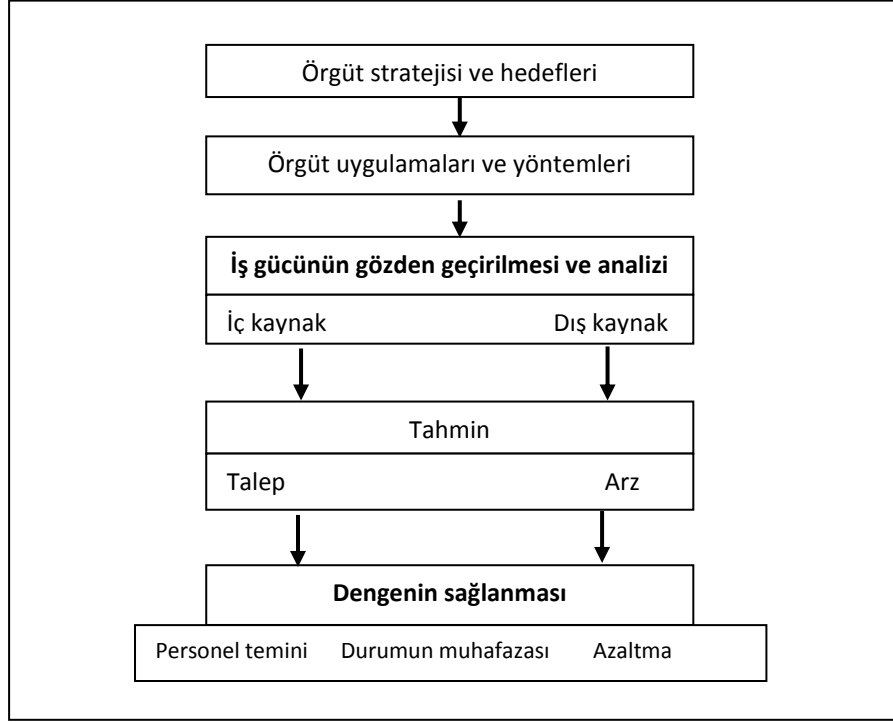 Örgüt stratejisi ve hedefleri
Örgüt uygulamaları ve yöntemleri
İş gücünün gözden geçirilmesi ve analizi
İç kaynak Dış kaynak
Tahmin
Talep Arz
Dengenin sağlanması
Personel temini Durumun muhafazası Azaltma